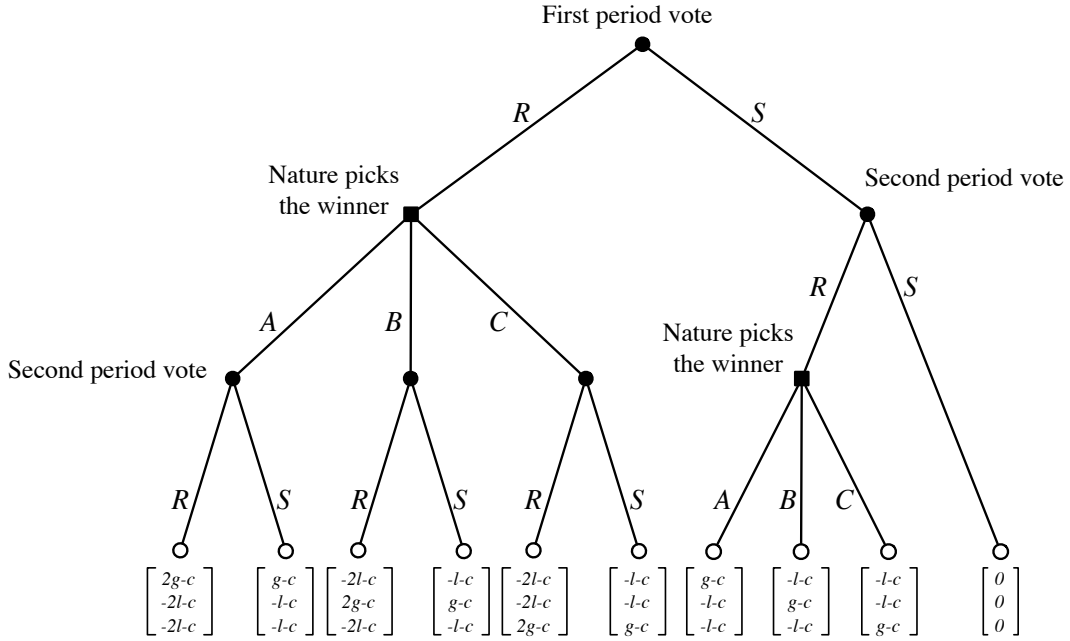 First period vote
R
S
Nature picks
the winner
Second period vote
R
S
A
B
C
Nature picks
the winner
Second period vote
R
S
R
S
R
S
A
B
C
2g-c
-2l-c
-2l-c
g-c
-l-c
-l-c
-2l-c
2g-c
-2l-c
-l-c
g-c
-l-c
-2l-c
-2l-c
2g-c
-l-c
-l-c
g-c
g-c
-l-c
-l-c
-l-c
g-c
-l-c
-l-c
-l-c
g-c
0
0
0